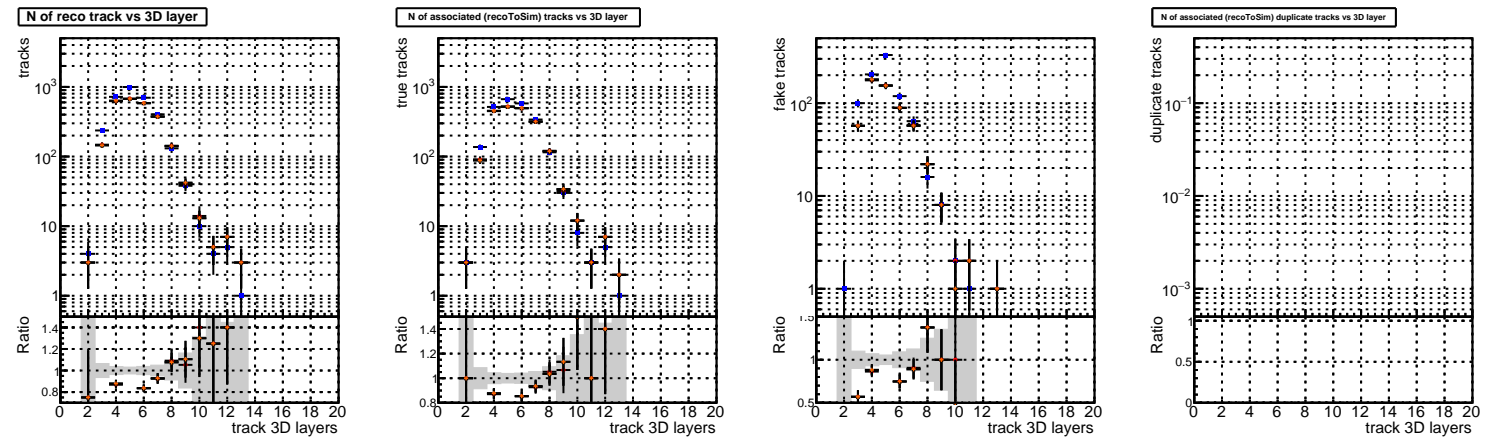 N of reco track vs 3D layer
tracks
10³
10²
10
1
Ratio
1.4
1.2
1
0.8
0 2 4 6 8 10 12 14 16 18 20
track 3D layers
N of associated (recoToSim) tracks vs 3D layer
true tracks
10³
10²
10
1
Ratio
1.4
1.2
1
0.8
0 2 4 6 8 10 12 14 16 18 20
track 3D layers
fake tracks
10²
10
1
Ratio
1.5
1
0.5
2 4 6 8 10 12 14 16 18 20
track 3D layers
N of associated (recoToSim) duplicate tracks vs 3D layer
duplicate tracks
10⁻¹
10⁻²
10⁻³
Ratio
1
0.5
0
0 2 4 6 8 10 12 14 16 18 20
track 3D layers